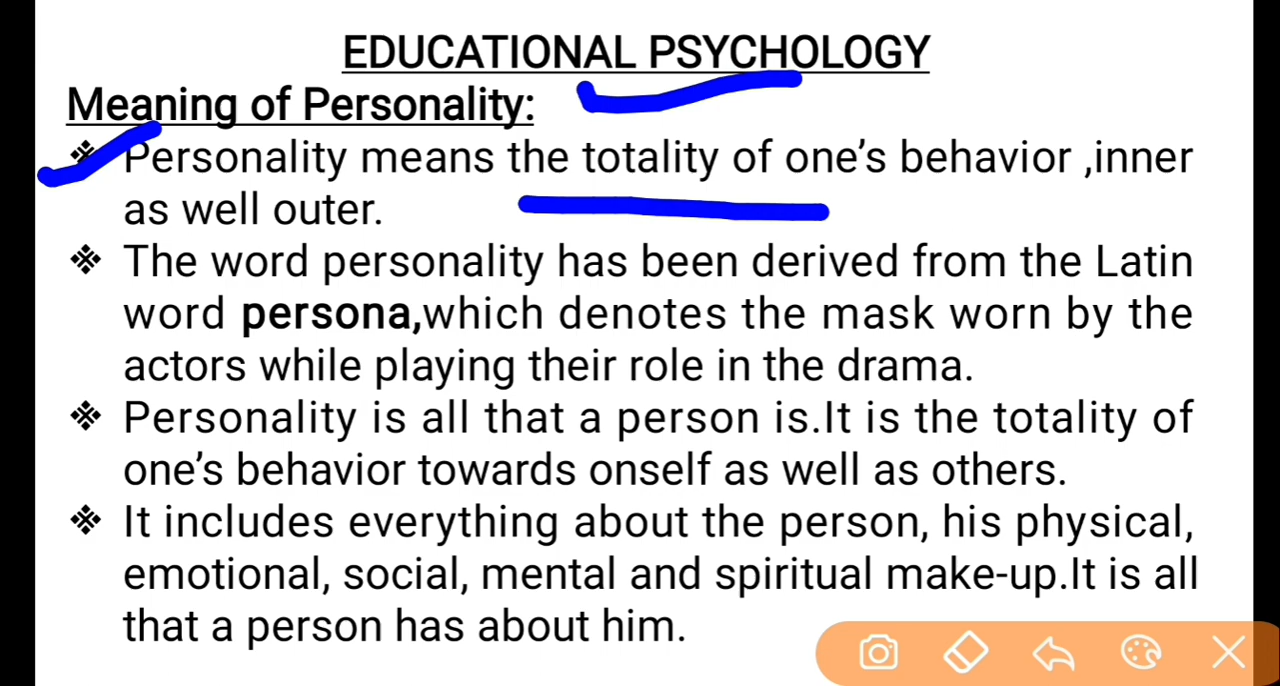 EDUCATIONAL PSYCHOLOGY
Meaning of Personality:
❖ Personality means the totality of one's behavior ,inner
as well outer.
❖ The word personality has been derived from the Latin
word persona,which denotes the mask worn by the
actors while playing their role in the drama.
❖ Personality is all that a person is.It is the totality of
one's behavior towards onself as well as others.
❖ It includes everything about the person, his physical,
emotional, social, mental and spiritual make-up.It is all
that a person has about him.